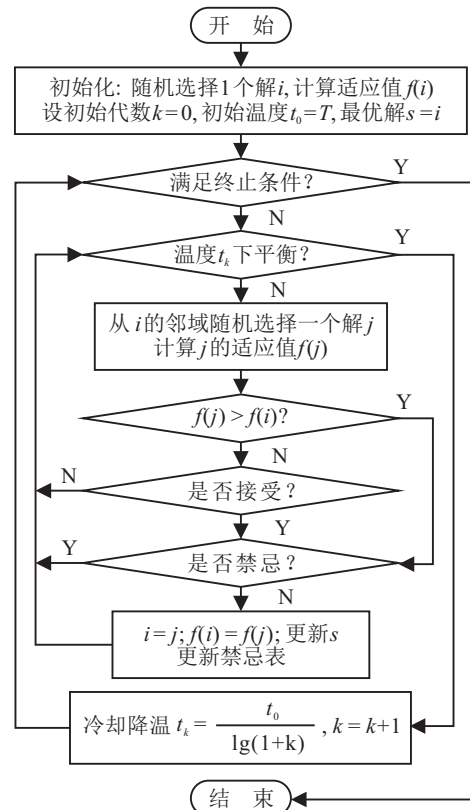 开 始
初始化: 随机选择1个解i, 计算适应值f(i)
设初始代数k=0, 初始温度t₀=T, 最优解s=i
满足终止条件?
Y
N
温度tₖ下平衡?
Y
N
从i的邻域随机选择一个解j
计算j的适应值f(j)
f(j)>f(i)?
Y
N
是否接受?
N
Y
是否禁忌?
Y
N
i=j; f(i)=f(j); 更新s
更新禁忌表
冷却降温 tₖ= t₀ / lg(1+k) , k=k+1
结 束